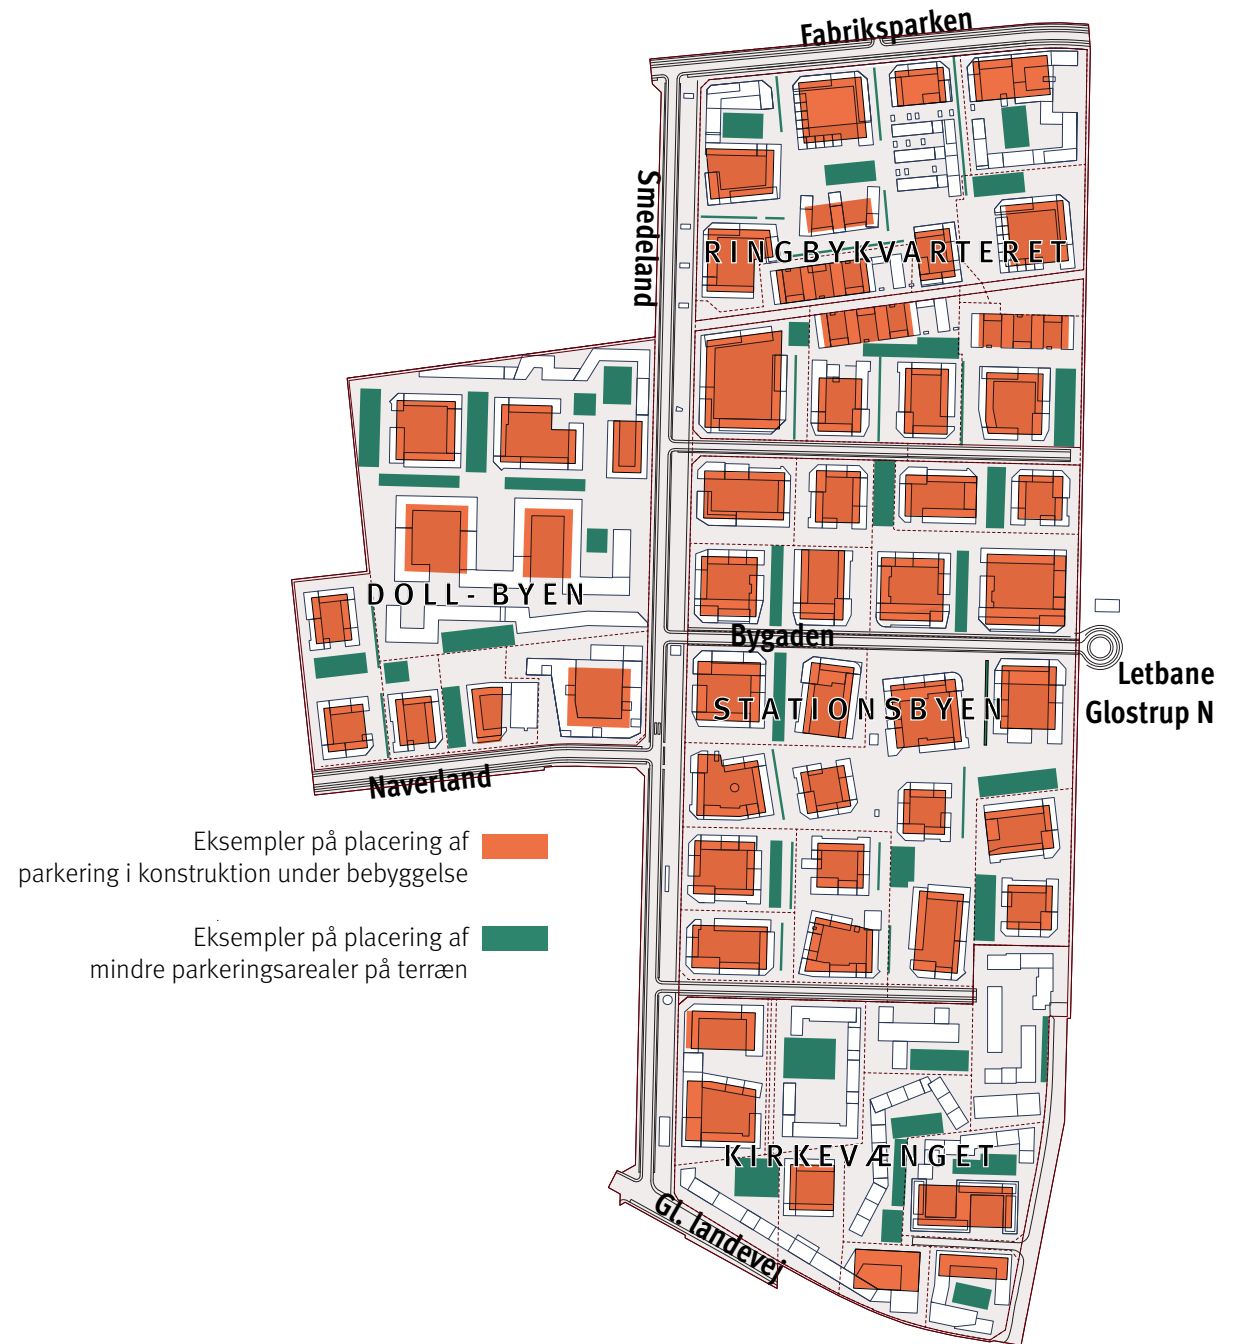 Fabriksparken
Smedeland
RINGBYKVARTERET
DOLL- BYEN
Bygaden
Letbane
Glostrup N
STATIONSBYEN
Naverland
Eksempler på placering af
parkering i konstruktion under bebyggelse
Eksempler på placering af
mindre parkeringsarealer på terræn
KIRKEVÆNGET
Gl. landevej